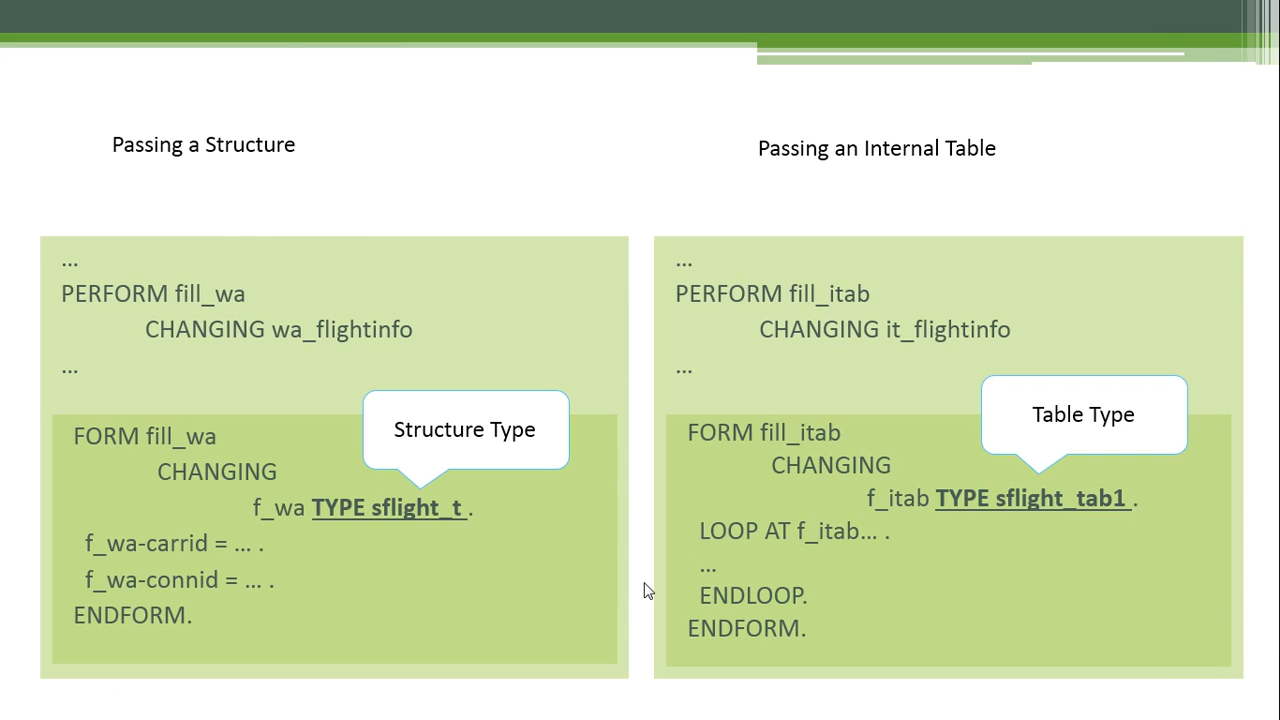 Passing a Structure
Passing an Internal Table
...
PERFORM fill_wa
CHANGING wa_flightinfo
...
Structure Type
FORM fill_wa
CHANGING
f_wa TYPE sflight_t .
f_wa-carrid = ... .
f_wa-connid = ... .
ENDFORM.
...
PERFORM fill_itab
CHANGING it_flightinfo
...
Table Type
FORM fill_itab
CHANGING
f_itab TYPE sflight_tab1 .
LOOP AT f_itab... .
...
ENDLOOP.
ENDFORM.